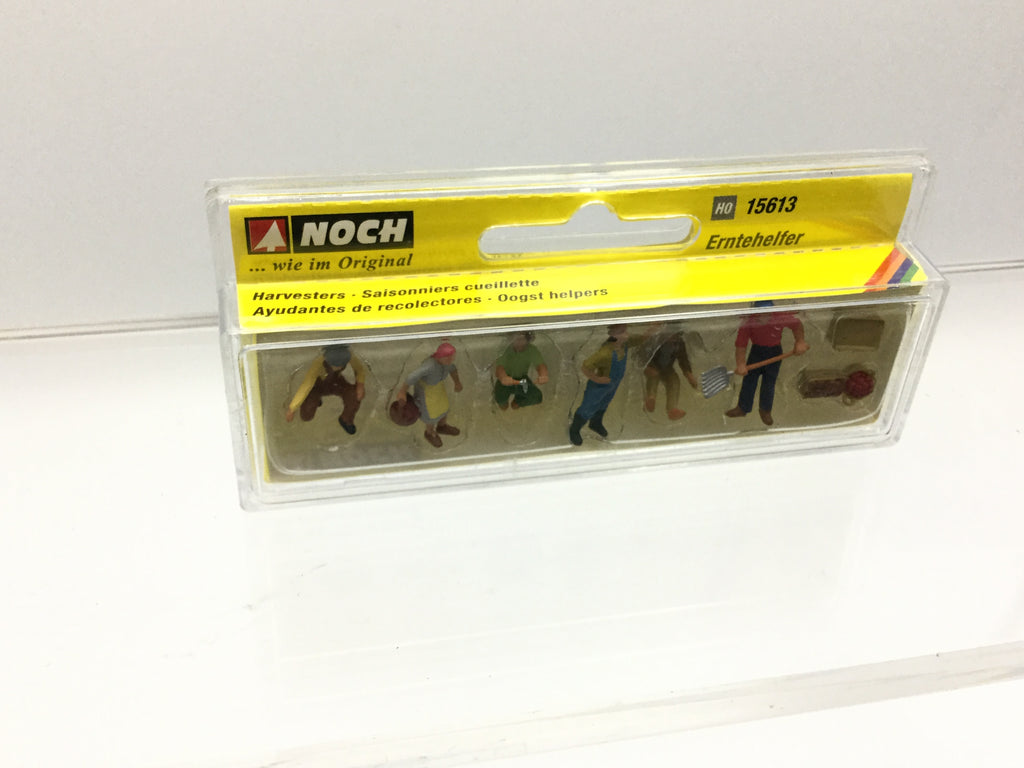 NOCH
... wie im Original
HO 15613
Erntehelfer
Harvesters · Saisonniers cueillette
Ayudantes de recolectores · Oogst helpers